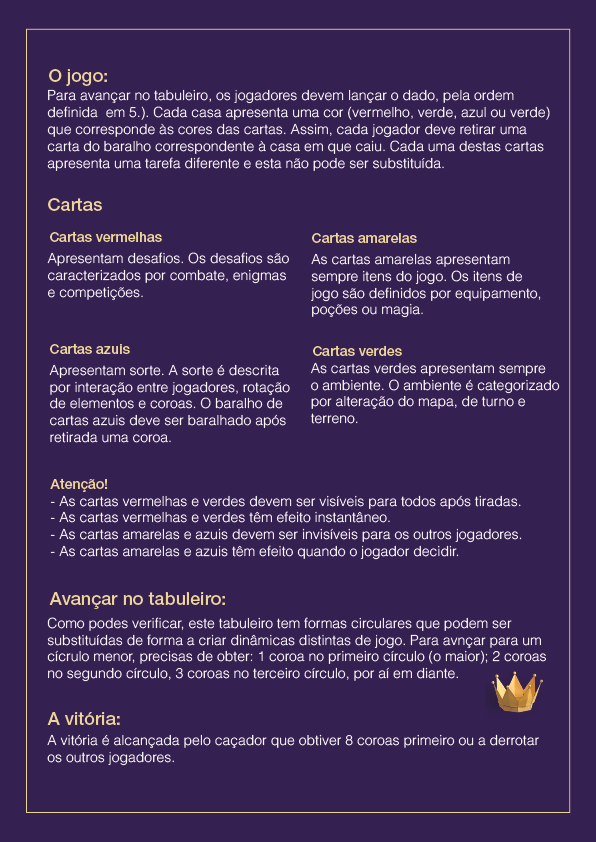 O jogo:
Para avançar no tabuleiro, os jogadores devem lançar o dado, pela ordem
definida  em 5.). Cada casa apresenta uma cor (vermelho, verde, azul ou verde)
que corresponde às cores das cartas. Assim, cada jogador deve retirar uma
carta do baralho correspondente à casa em que caiu. Cada uma destas cartas
apresenta uma tarefa diferente e esta não pode ser substituída.
Cartas
Cartas vermelhas
Apresentam desafios. Os desafios são
caracterizados por combate, enigmas
e competições.
Cartas amarelas
As cartas amarelas apresentam
sempre itens do jogo. Os itens de
jogo são definidos por equipamento,
poções ou magia.
Cartas azuis
Apresentam sorte. A sorte é descrita
por interação entre jogadores, rotação
de elementos e coroas. O baralho de
cartas azuis deve ser baralhado após
retirada uma coroa.
Cartas verdes
As cartas verdes apresentam sempre
o ambiente. O ambiente é categorizado
por alteração do mapa, de turno e
terreno.
Atenção!
- As cartas vermelhas e verdes devem ser visíveis para todos após tiradas.
- As cartas vermelhas e verdes têm efeito instantâneo.
- As cartas amarelas e azuis devem ser invisíveis para os outros jogadores.
- As cartas amarelas e azuis têm efeito quando o jogador decidir.
Avançar no tabuleiro:
Como podes verificar, este tabuleiro tem formas circulares que podem ser
substituídas de forma a criar dinâmicas distintas de jogo. Para avnçar para um
cícrulo menor, precisas de obter: 1 coroa no primeiro círculo (o maior); 2 coroas
no segundo círculo, 3 coroas no terceiro círculo, por aí em diante.
A vitória:
A vitória é alcançada pelo caçador que obtiver 8 coroas primeiro ou a derrotar
os outros jogadores.